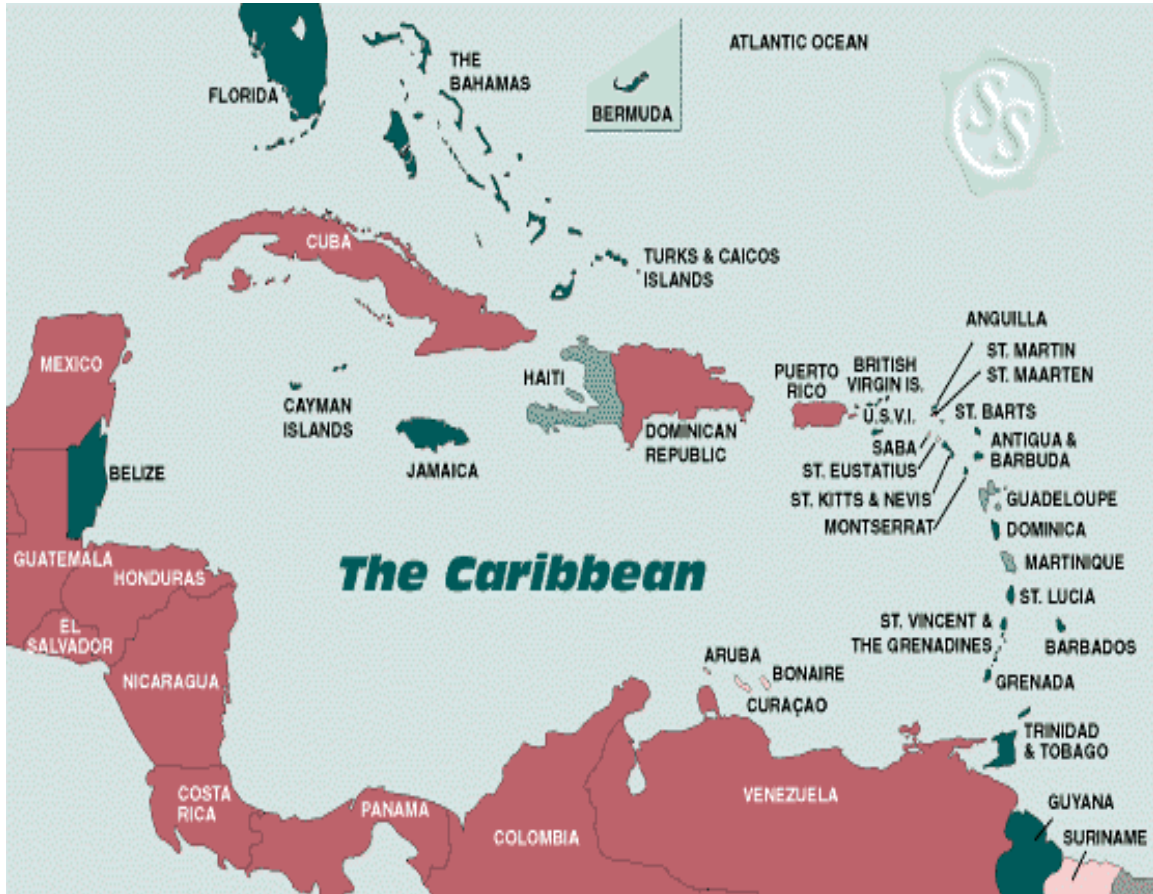 ATLANTIC OCEAN
THE
BAHAMAS
FLORIDA
BERMUDA
SS
CUBA
TURKS & CAICOS
ISLANDS
ANGUILLA
MEXICO
ST. MARTIN
HAITI
PUERTO
RICO
BRITISH
VIRGIN IS.
ST. MAARTEN
CAYMAN
ISLANDS
U.S.V.I.
ST. BARTS
DOMINICAN
REPUBLIC
JAMAICA
SABA
ANTIGUA &
BARBUDA
BELIZE
ST. EUSTATIUS
ST. KITTS & NEVIS
GUADELOUPE
MONTSERRAT
DOMINICA
GUATEMALA
HONDURAS
The Caribbean
MARTINIQUE
ST. LUCIA
EL
SALVADOR
ST. VINCENT &
THE GRENADINES
BARBADOS
ARUBA
BONAIRE
NICARAGUA
CURAÇAO
GRENADA
TRINIDAD
& TOBAGO
COSTA
RICA
PANAMA
VENEZUELA
COLOMBIA
GUYANA
SURINAME